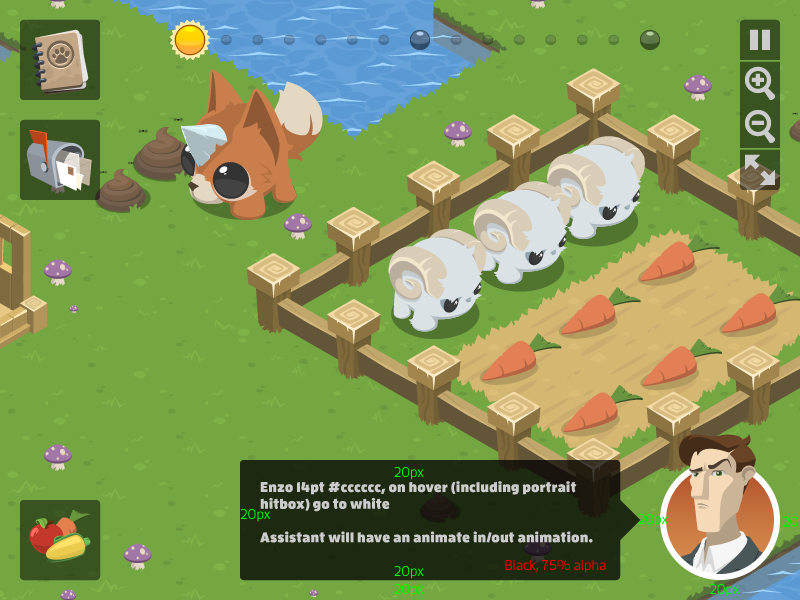 20px
Enzo 14pt #cccccc, on hover (including portrait
hitbox) go to white
20px
20px
Assistant will have an animate in/out animation.
Black, 75% alpha
20px
20px
20px